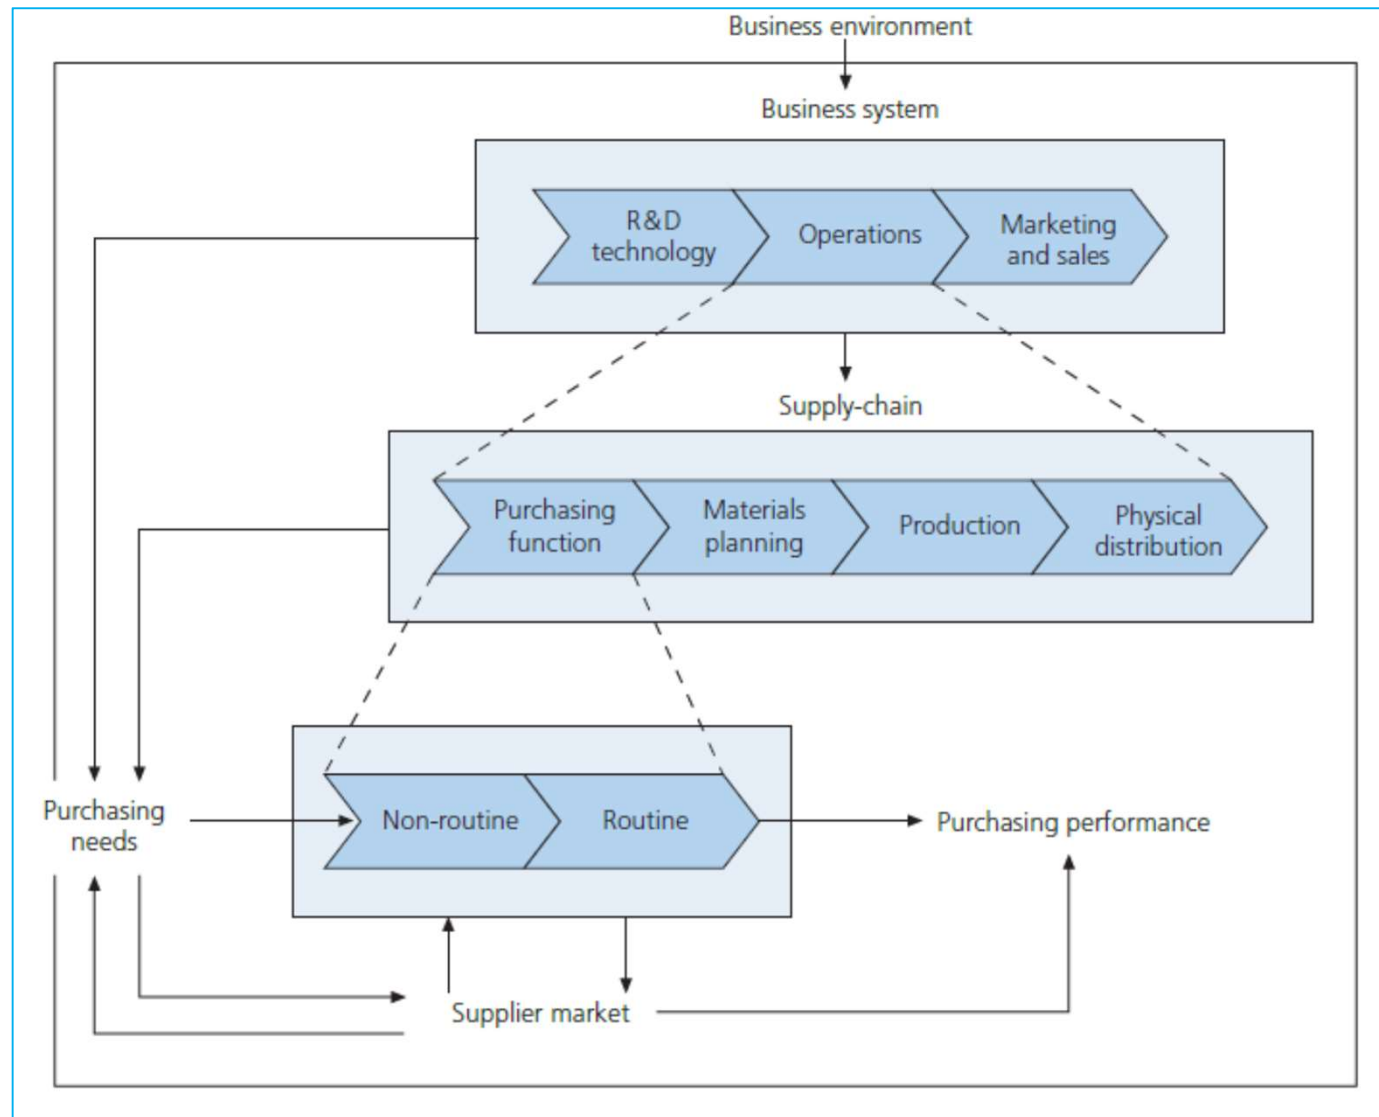 Business environment
Business system
R&D
technology
Operations
Marketing
and sales
Supply-chain
Purchasing
function
Materials
planning
Production
Physical
distribution
Purchasing
needs
Non-routine
Routine
Purchasing performance
Supplier market